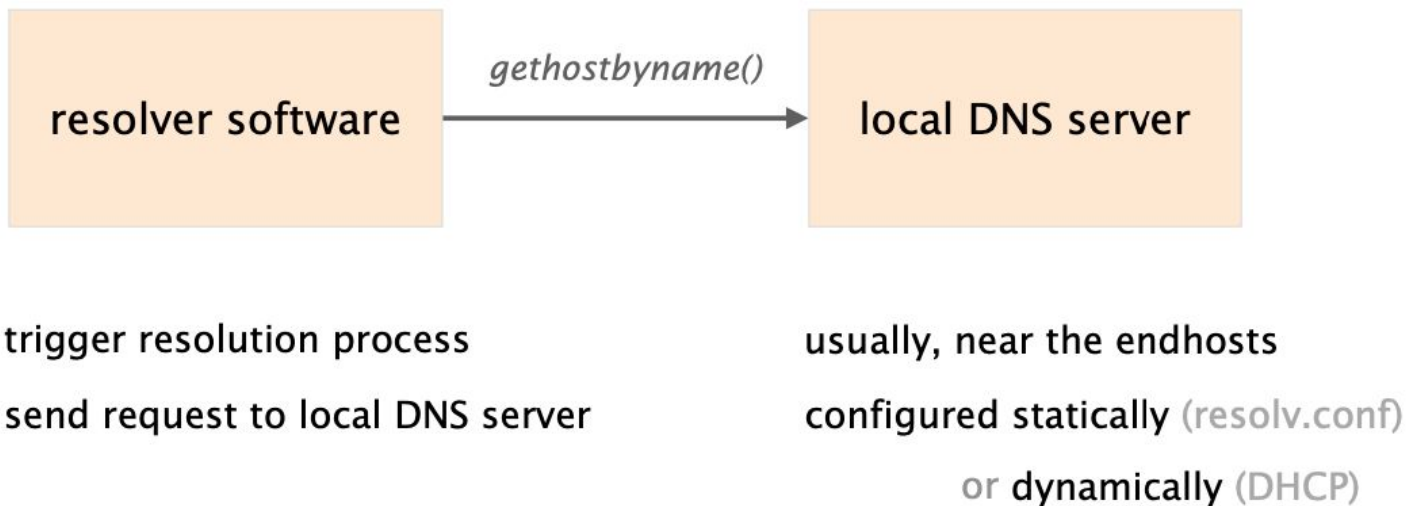 resolver software
gethostbyname()
local DNS server
trigger resolution process
send request to local DNS server
usually, near the endhosts
configured statically (resolv.conf)
or dynamically (DHCP)